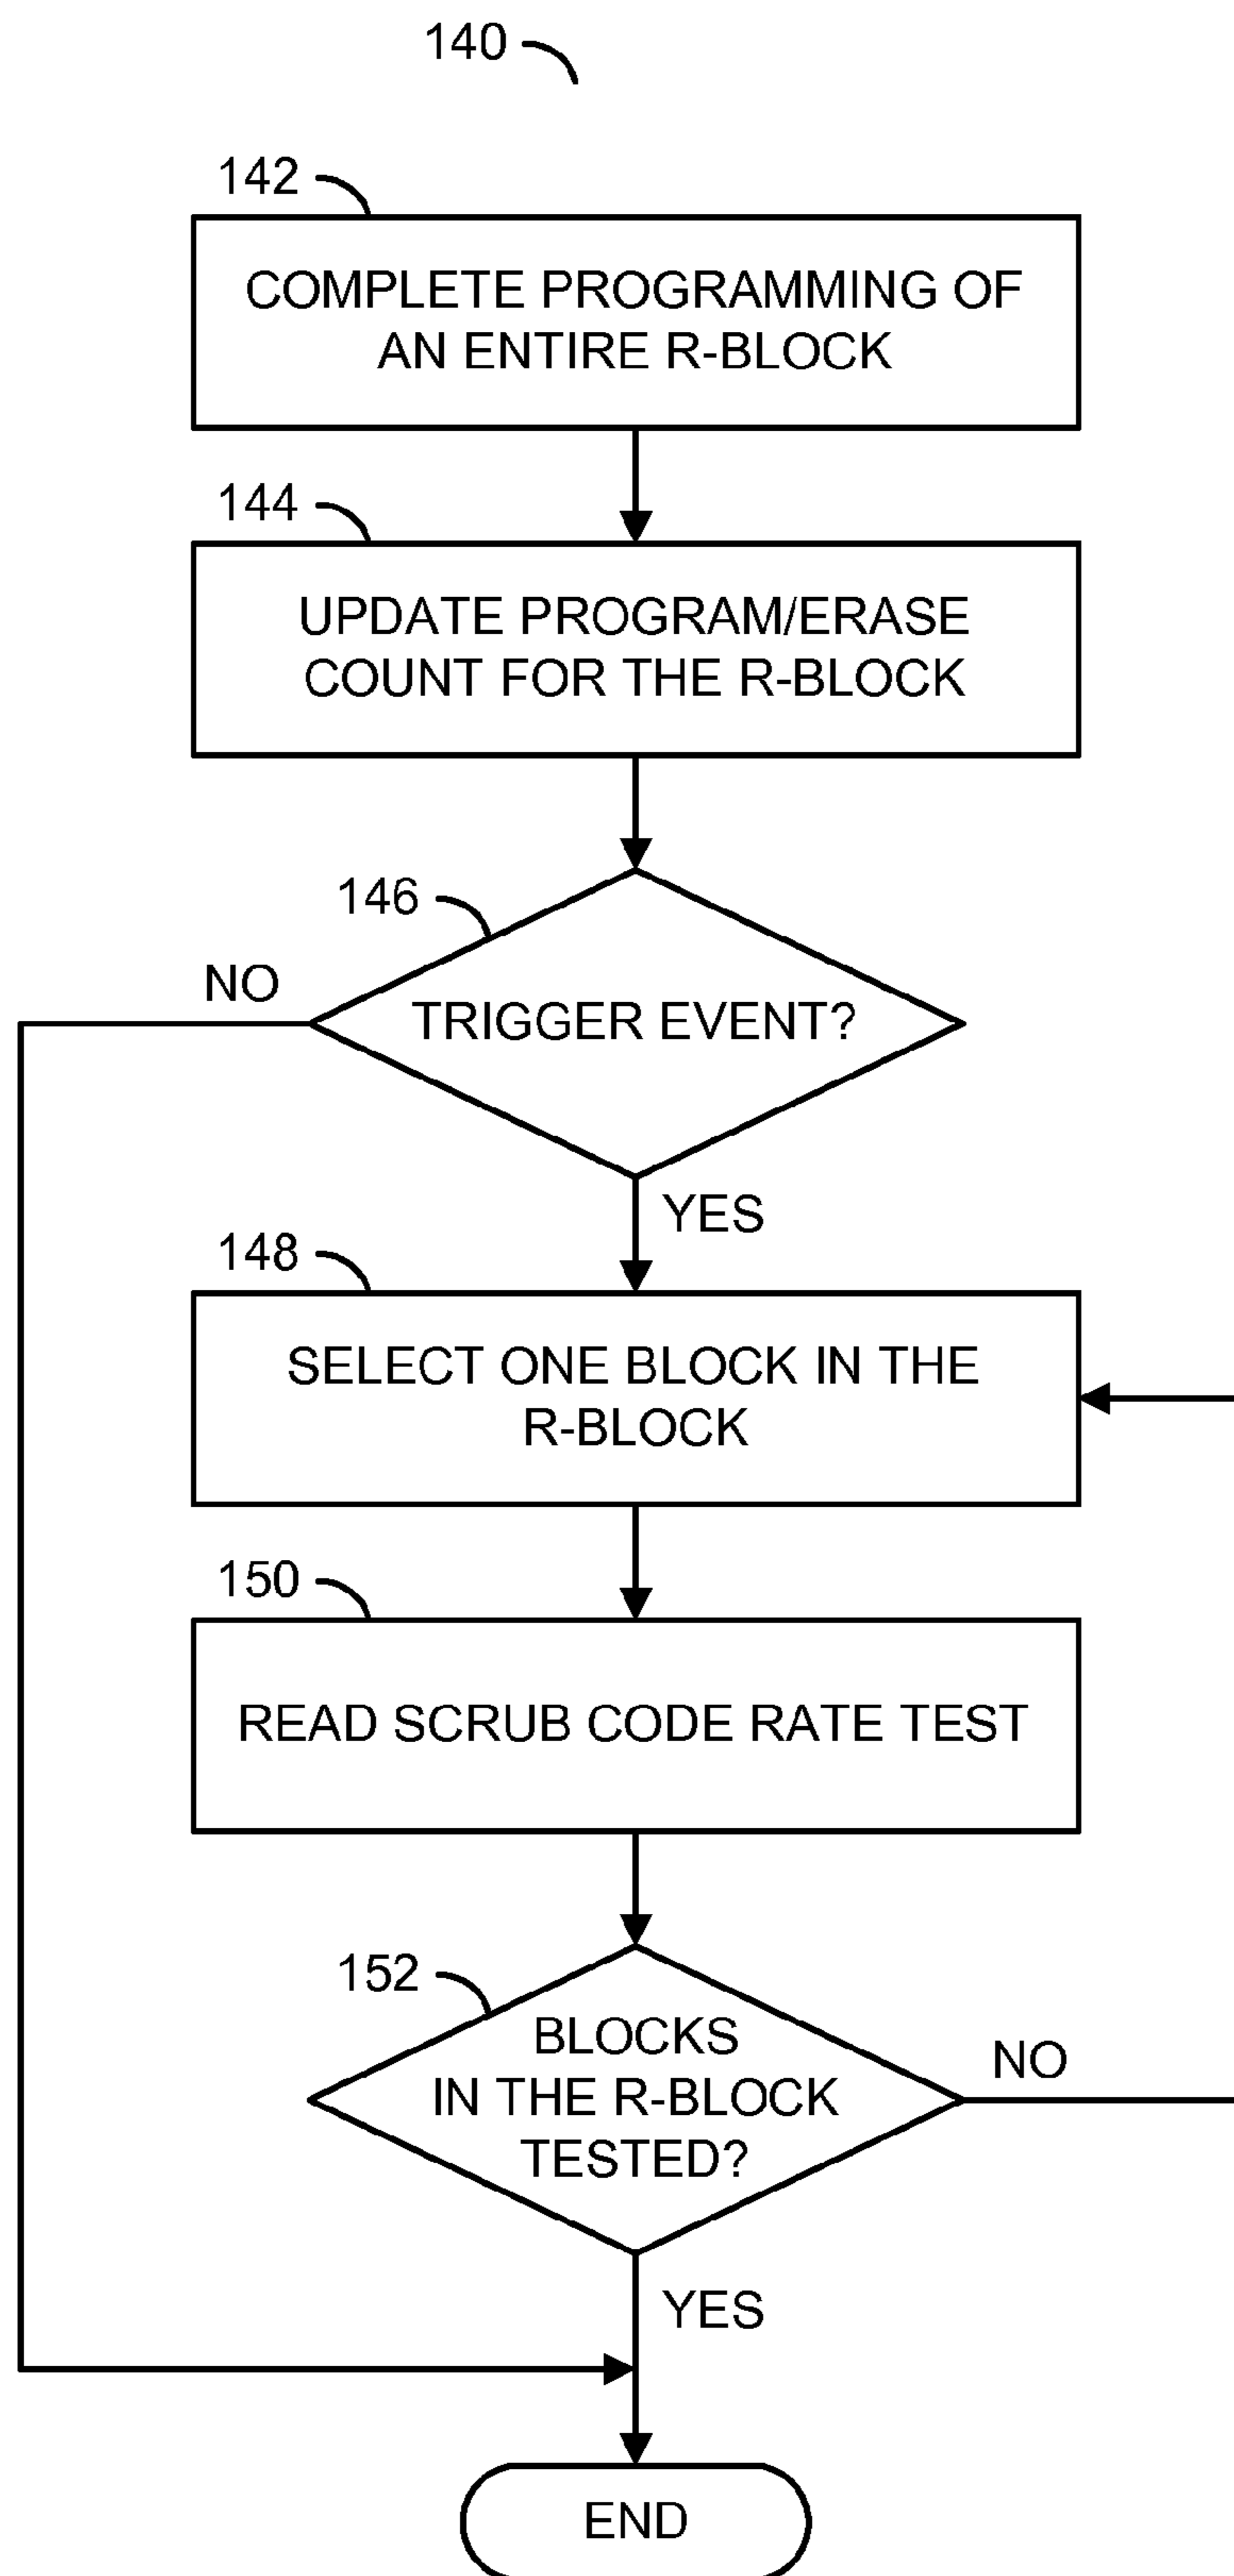 140
142
COMPLETE PROGRAMMING OF
AN ENTIRE R-BLOCK
144
UPDATE PROGRAM/ERASE
COUNT FOR THE R-BLOCK
146
NO
TRIGGER EVENT?
YES
148
SELECT ONE BLOCK IN THE
R-BLOCK
150
READ SCRUB CODE RATE TEST
152
BLOCKS
IN THE R-BLOCK
TESTED?
NO
YES
END